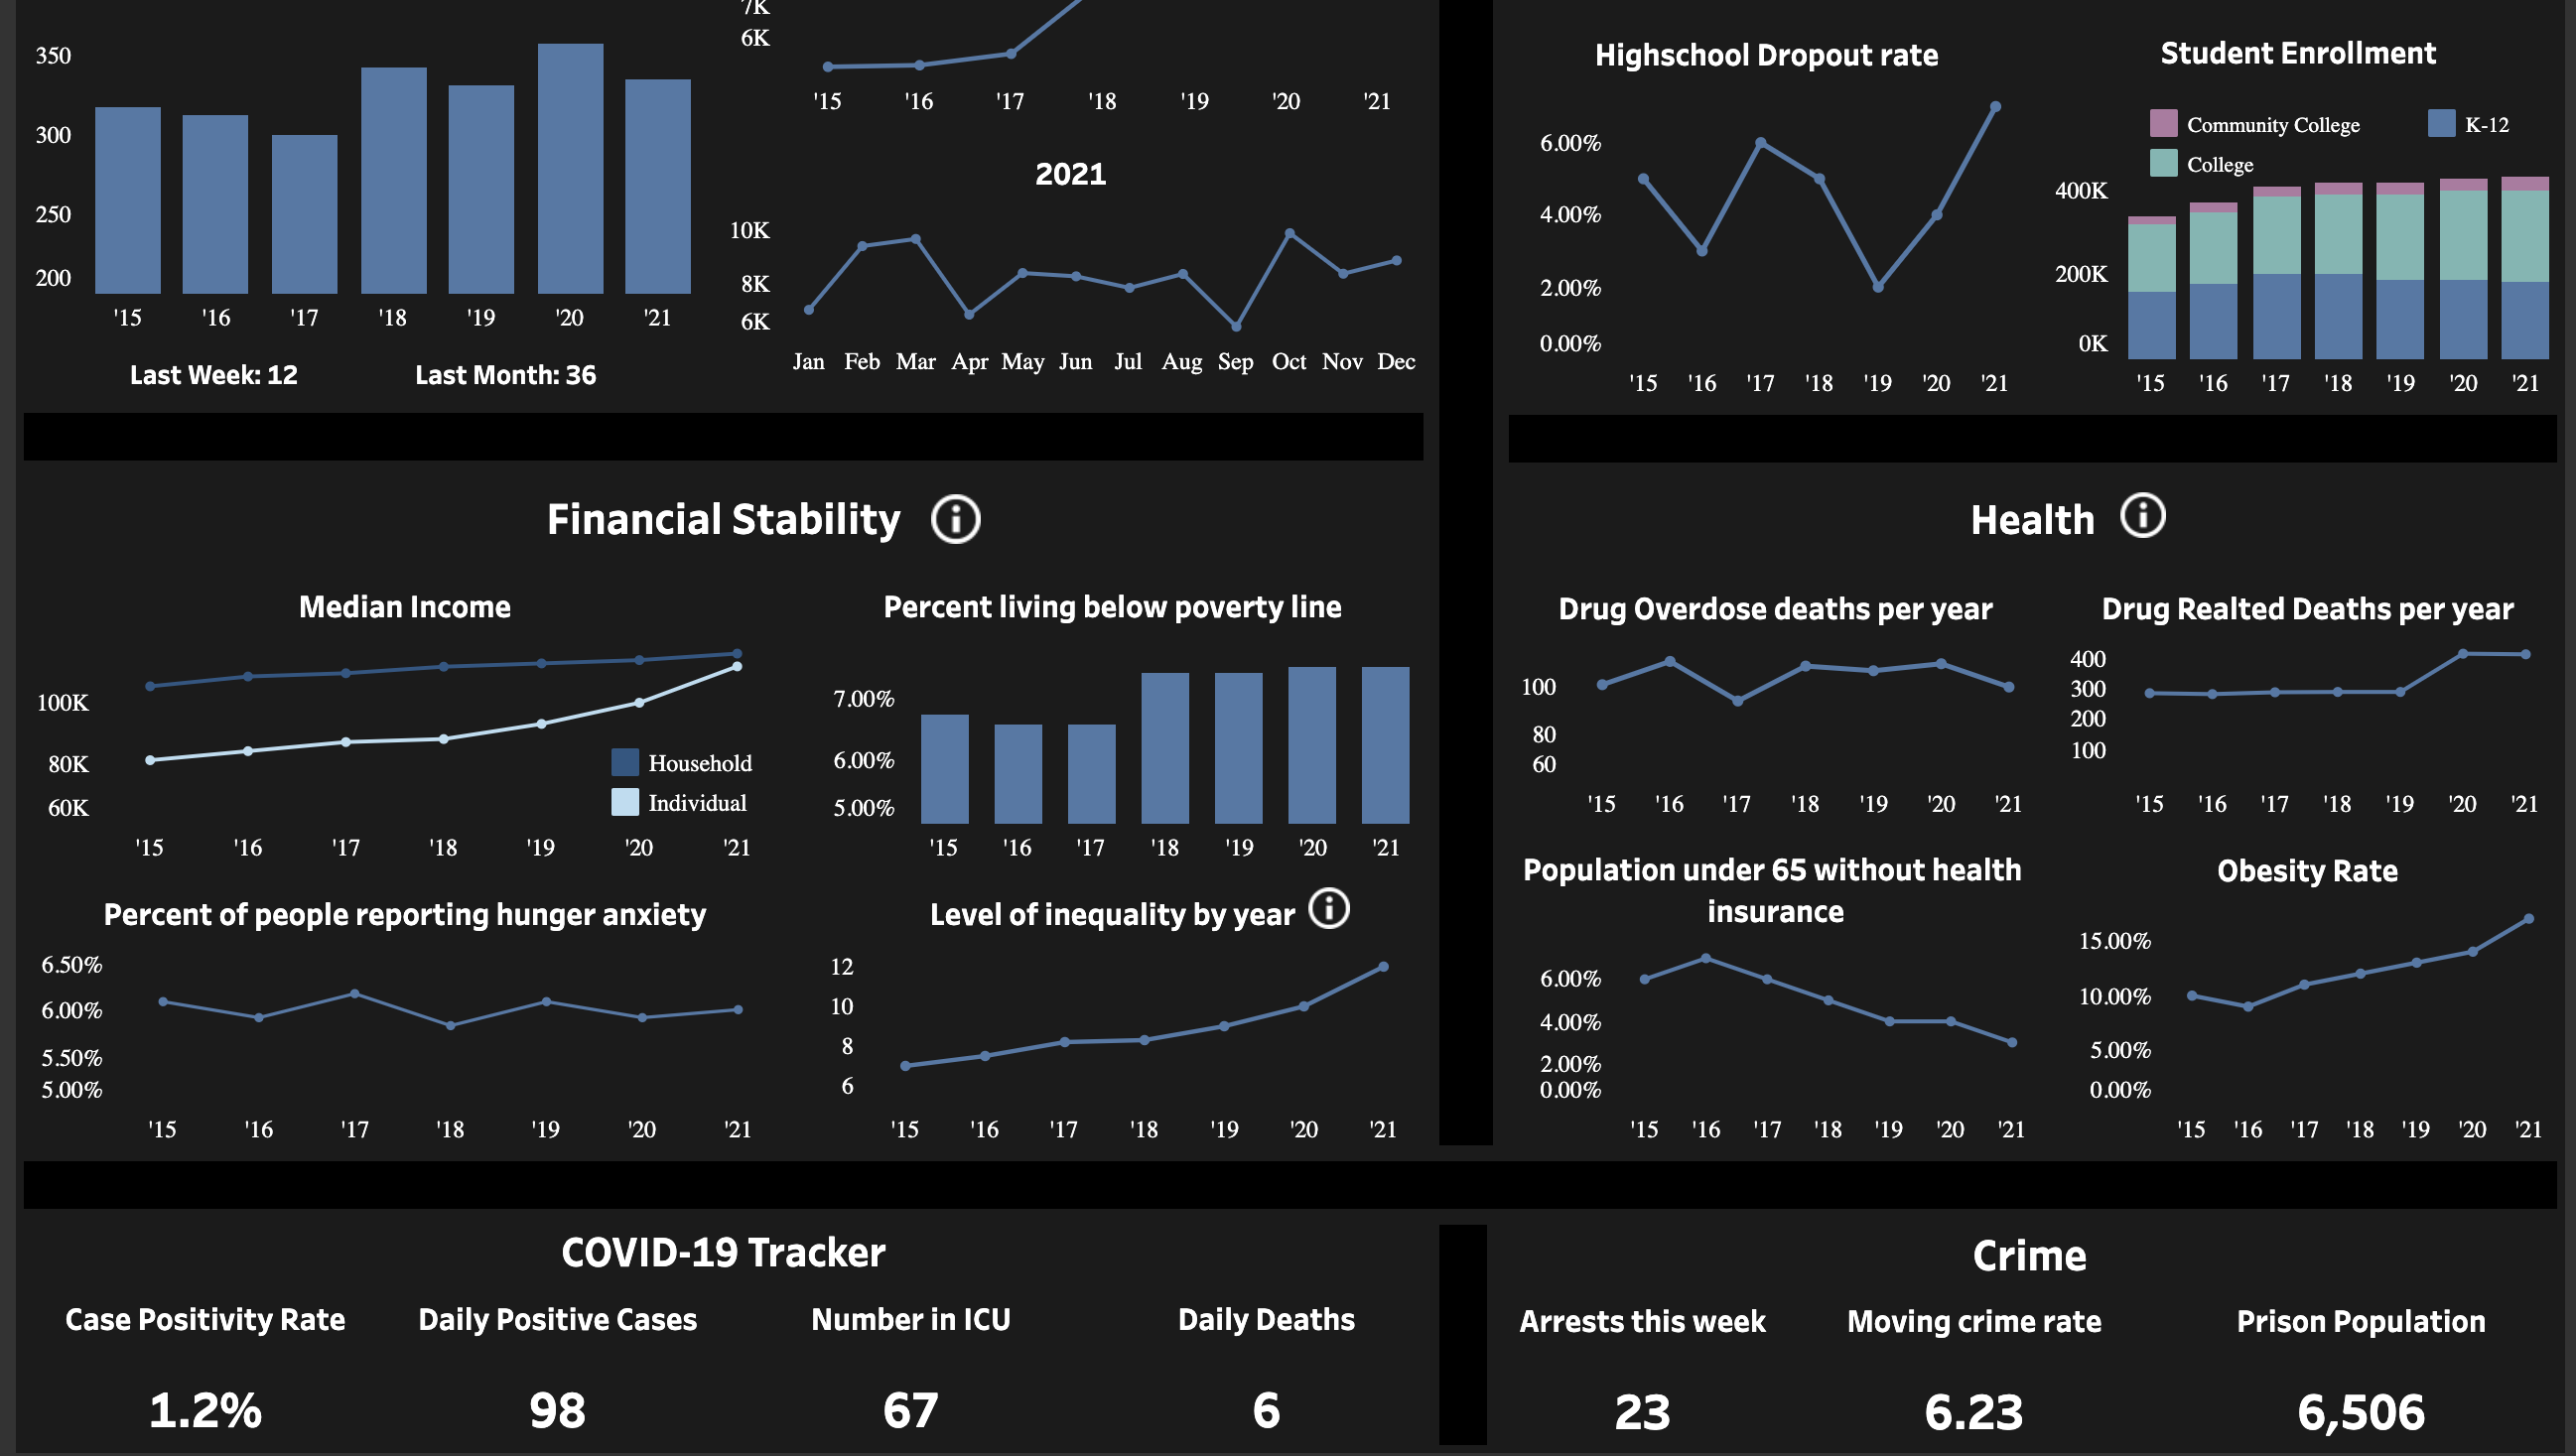 350
300
250
200
'15 '16 '17 '18 '19 '20 '21
Last Week: 12 Last Month: 36
7K
6K
'15 '16 '17 '18 '19 '20 '21
2021
10K
8K
6K
Jan Feb Mar Apr May Jun Jul Aug Sep Oct Nov Dec
Highschool Dropout rate
6.00%
4.00%
2.00%
0.00%
'15 '16 '17 '18 '19 '20 '21
Student Enrollment
Community College K-12
College
400K
200K
0K
'15 '16 '17 '18 '19 '20 '21
Financial Stability i
Median Income
100K
80K
60K
Household
Individual
'15 '16 '17 '18 '19 '20 '21
Percent living below poverty line
7.00%
6.00%
5.00%
'15 '16 '17 '18 '19 '20 '21
Percent of people reporting hunger anxiety
6.50%
6.00%
5.50%
5.00%
'15 '16 '17 '18 '19 '20 '21
Level of inequality by year i
12
10
8
6
'15 '16 '17 '18 '19 '20 '21
Health i
Drug Overdose deaths per year
100
80
60
'15 '16 '17 '18 '19 '20 '21
Drug Realted Deaths per year
400
300
200
100
'15 '16 '17 '18 '19 '20 '21
Population under 65 without health
insurance
6.00%
4.00%
2.00%
0.00%
'15 '16 '17 '18 '19 '20 '21
Obesity Rate
15.00%
10.00%
5.00%
0.00%
'15 '16 '17 '18 '19 '20 '21
COVID-19 Tracker
Case Positivity Rate Daily Positive Cases Number in ICU Daily Deaths
1.2% 98 67 6
Crime
Arrests this week Moving crime rate Prison Population
23 6.23 6,506